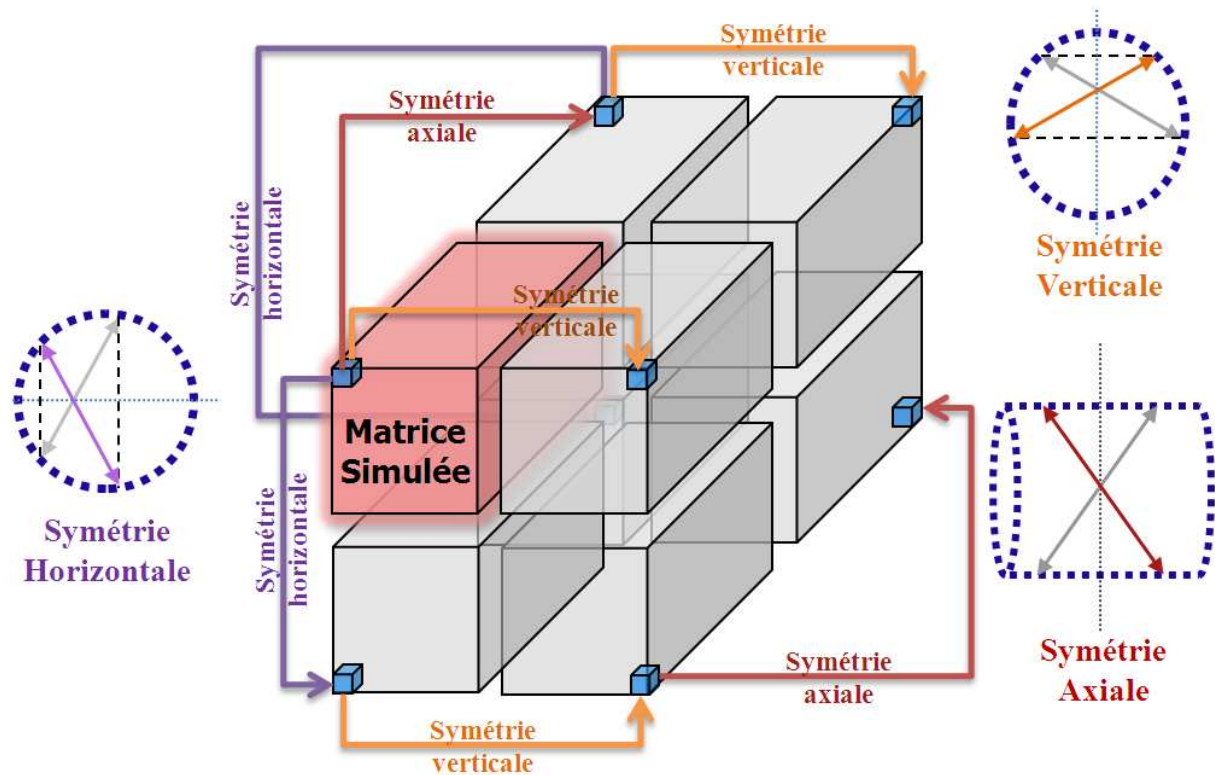 Symétrie
verticale
Symétrie
axiale
Symétrie
horizontale
Symétrie
verticale
Matrice
Simulée
Symétrie
horizontale
Symétrie
verticale
Symétrie
axiale
Symétrie
Horizontale
Symétrie
Verticale
Symétrie
Axiale